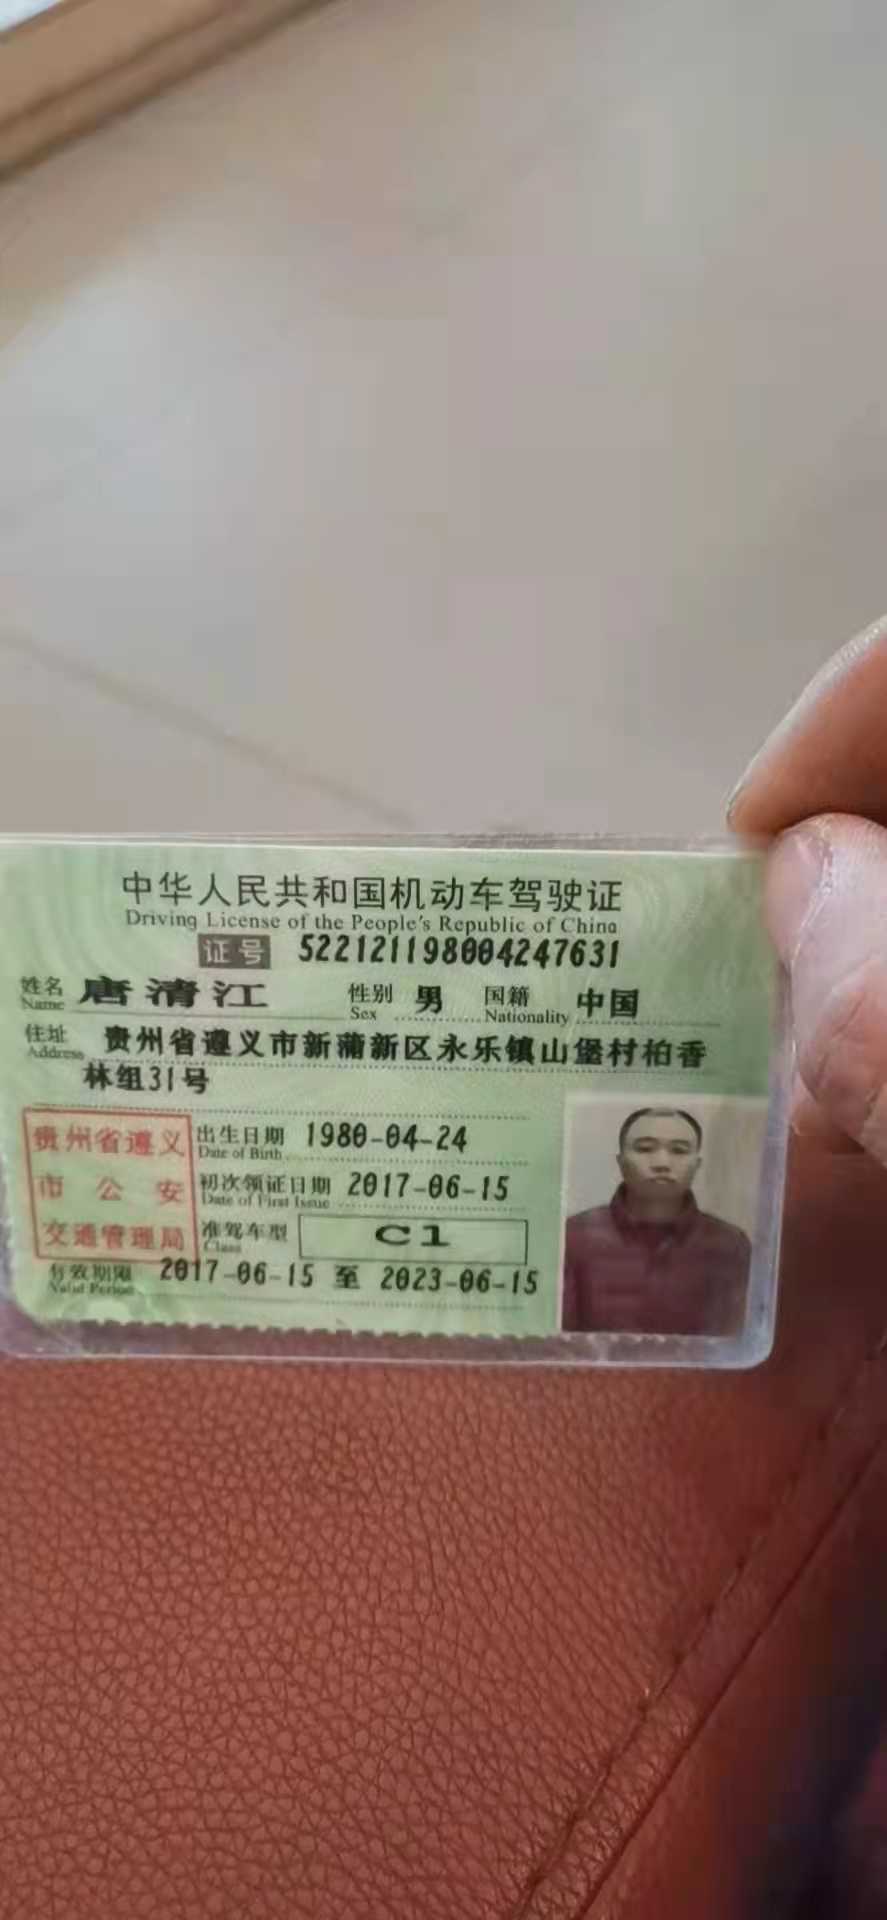 中华人民共和国机动车驾驶证
Driving License of the People's Republic of China
证号 522121198004247631
姓名 唐清江 性别 男 国籍 中国
Name Sex Nationality
住址 贵州省遵义市新蒲新区永乐镇山堡村柏香
Address
林组31号
贵州省遵义
市公安
交通管理局
出生日期 1980-04-24
Date of Birth
初次领证日期 2017-06-15
Date of First Issue
准驾车型 C1
Class
有效期限 2017-06-15 至 2023-06-15
Valid Period